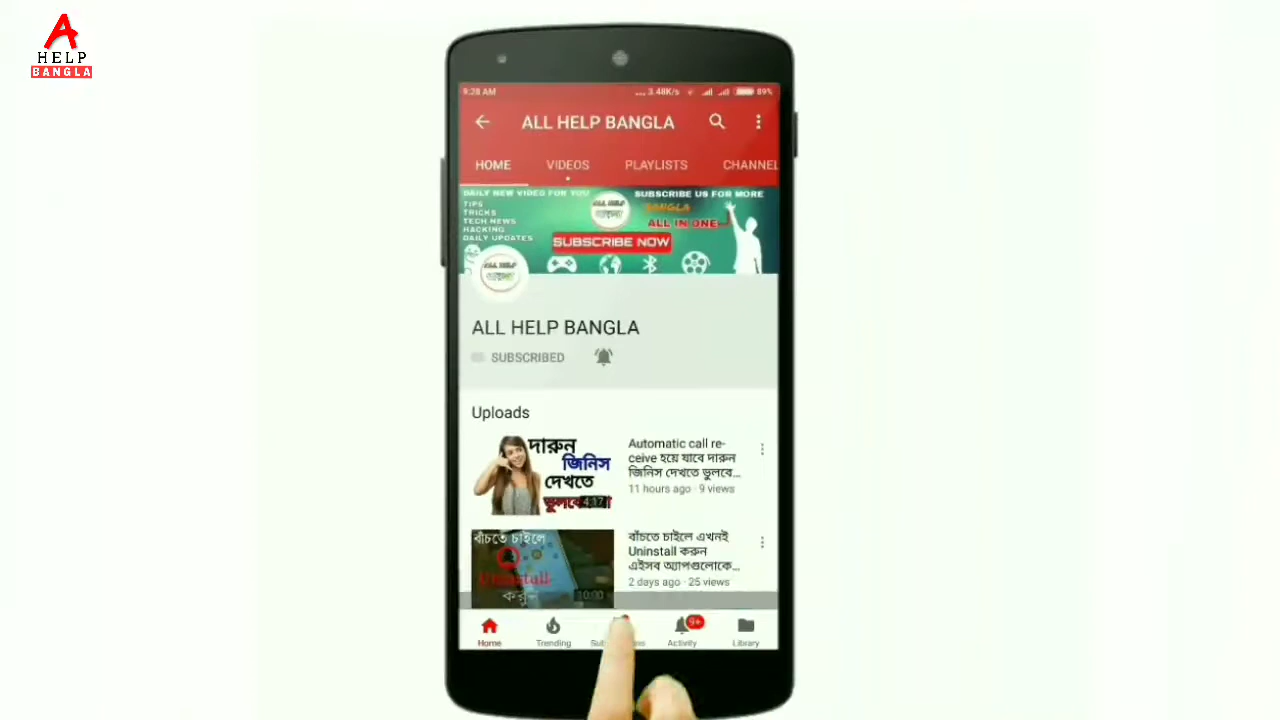 A
HELP
BANGLA
9:28 AM
... 3.48K/s
89%
ALL HELP BANGLA
HOME
VIDEOS
PLAYLISTS
CHANNEL
DAILY NEW VIDEO FOR YOU
TIPS
TRICKS
TECH NEWS
HACKING
DAILY UPDATES
ALL HELP
বাংলা
SUBSCRIBE US FOR MORE
BANGLA
ALL IN ONE
SUBSCRIBE NOW
ALL HELP
বাংলা
ALL HELP BANGLA
SUBSCRIBED
Uploads
দারুন
জিনিস
দেখতে
4:17
Automatic call re-
ceive হয়ে যাবে দারুন
জিনিস দেখতে ভুলবে...
11 hours ago · 9 views
বাঁচতে চাইলে
Uninstall
করুন
10:00
বাঁচতে চাইলে এখনই
Uninstall করুন
এইসব অ্যাপগুলোকে...
2 days ago · 25 views
Home
Trending
9+
Activity
Library